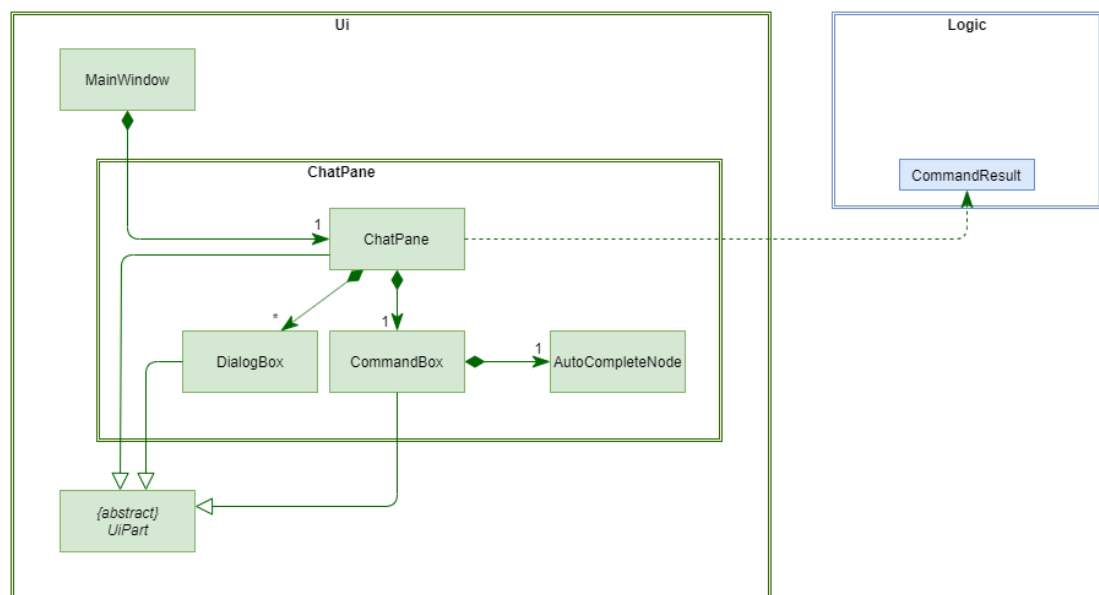 Ui
Logic
MainWindow
ChatPane
CommandResult
1
ChatPane
*
1
1
DialogBox
CommandBox
AutoCompleteNode
{abstract}
UiPart